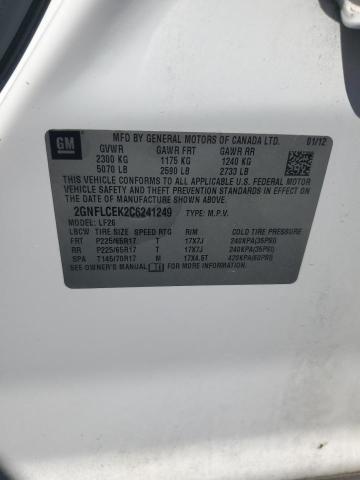 GM
MFD BY GENERAL MOTORS OF CANADA LTD. 01/12
GVWR GAWR FRT GAWR RR
2300 KG 1175 KG 1240 KG
5070 LB 2590 LB 2733 LB
THIS VEHICLE CONFORMS TO ALL APPLICABLE U.S. FEDERAL MOTOR
VEHICLE SAFETY AND THEFT PREVENTION STANDARDS IN EFFECT ON
THE DATE OF MANUFACTURE SHOWN ABOVE.
2GNFLCEK2C6241249 TYPE: M.P.V.
MODEL: LF26
LBCW TIRE SIZE SPEED RTG RIM COLD TIRE PRESSURE
FRT P225/65R17 T 17X7J 240KPA(35PSI)
RR P225/65R17 T 17X7J 240KPA(35PSI)
SPA T145/70R17 M 17X4.5T 420KPA(60PSI)
SEE OWNER'S MANUAL FOR ADDITIONAL INFORMATION